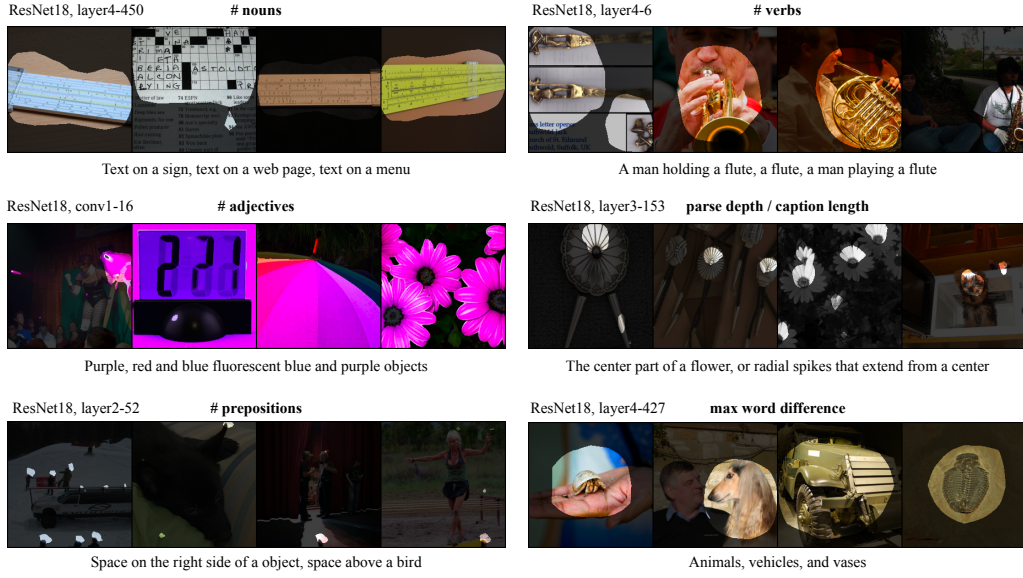 ResNet18, layer4-450 # nouns
Text on a sign, text on a web page, text on a menu
ResNet18, layer4-6 # verbs
A man holding a flute, a flute, a man playing a flute
ResNet18, conv1-16 # adjectives
221
Purple, red and blue fluorescent blue and purple objects
ResNet18, layer3-153 parse depth / caption length
The center part of a flower, or radial spikes that extend from a center
ResNet18, layer2-52 # prepositions
Space on the right side of a object, space above a bird
ResNet18, layer4-427 max word difference
Animals, vehicles, and vases